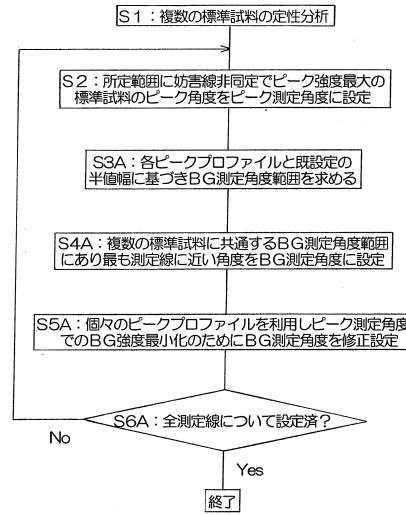 S1：複数の標準試料の定性分析
S2：所定範囲に妨害線非同定でピーク強度最大の
標準試料のピーク角度をピーク測定角度に設定
S3A：各ピークプロファイルと既設定の
半値幅に基づきBG測定角度範囲を求める
S4A：複数の標準試料に共通するBG測定角度範囲
にあり最も測定線に近い角度をBG測定角度に設定
S5A：個々のピークプロファイルを利用しピーク測定角度
でのBG強度最小化のためにBG測定角度を修正設定
S6A：全測定線について設定済？
No
Yes
終了